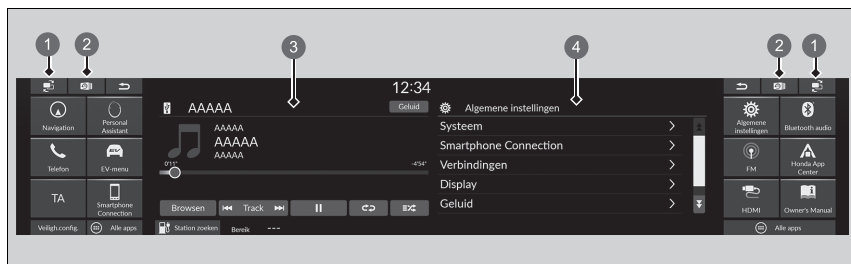 1 2 3 4 2 1
12:34
Navigation
Personal Assistant
Telefon
EV-menu
TA
Smartphone Connection
Veiligh.config.
Alle apps
AAAAA
Geluid
AAAAA
AAAAA
AAAAA
0'11"
-4'54"
Browsen
Track
Station zoeken
Bereik ---
Algemene instellingen
Systeem
Smartphone Connection
Verbindingen
Display
Geluid
Algemene instellingen
Bluetooth audio
FM
Honda App Center
HDMI
Owner's Manual
Alle apps